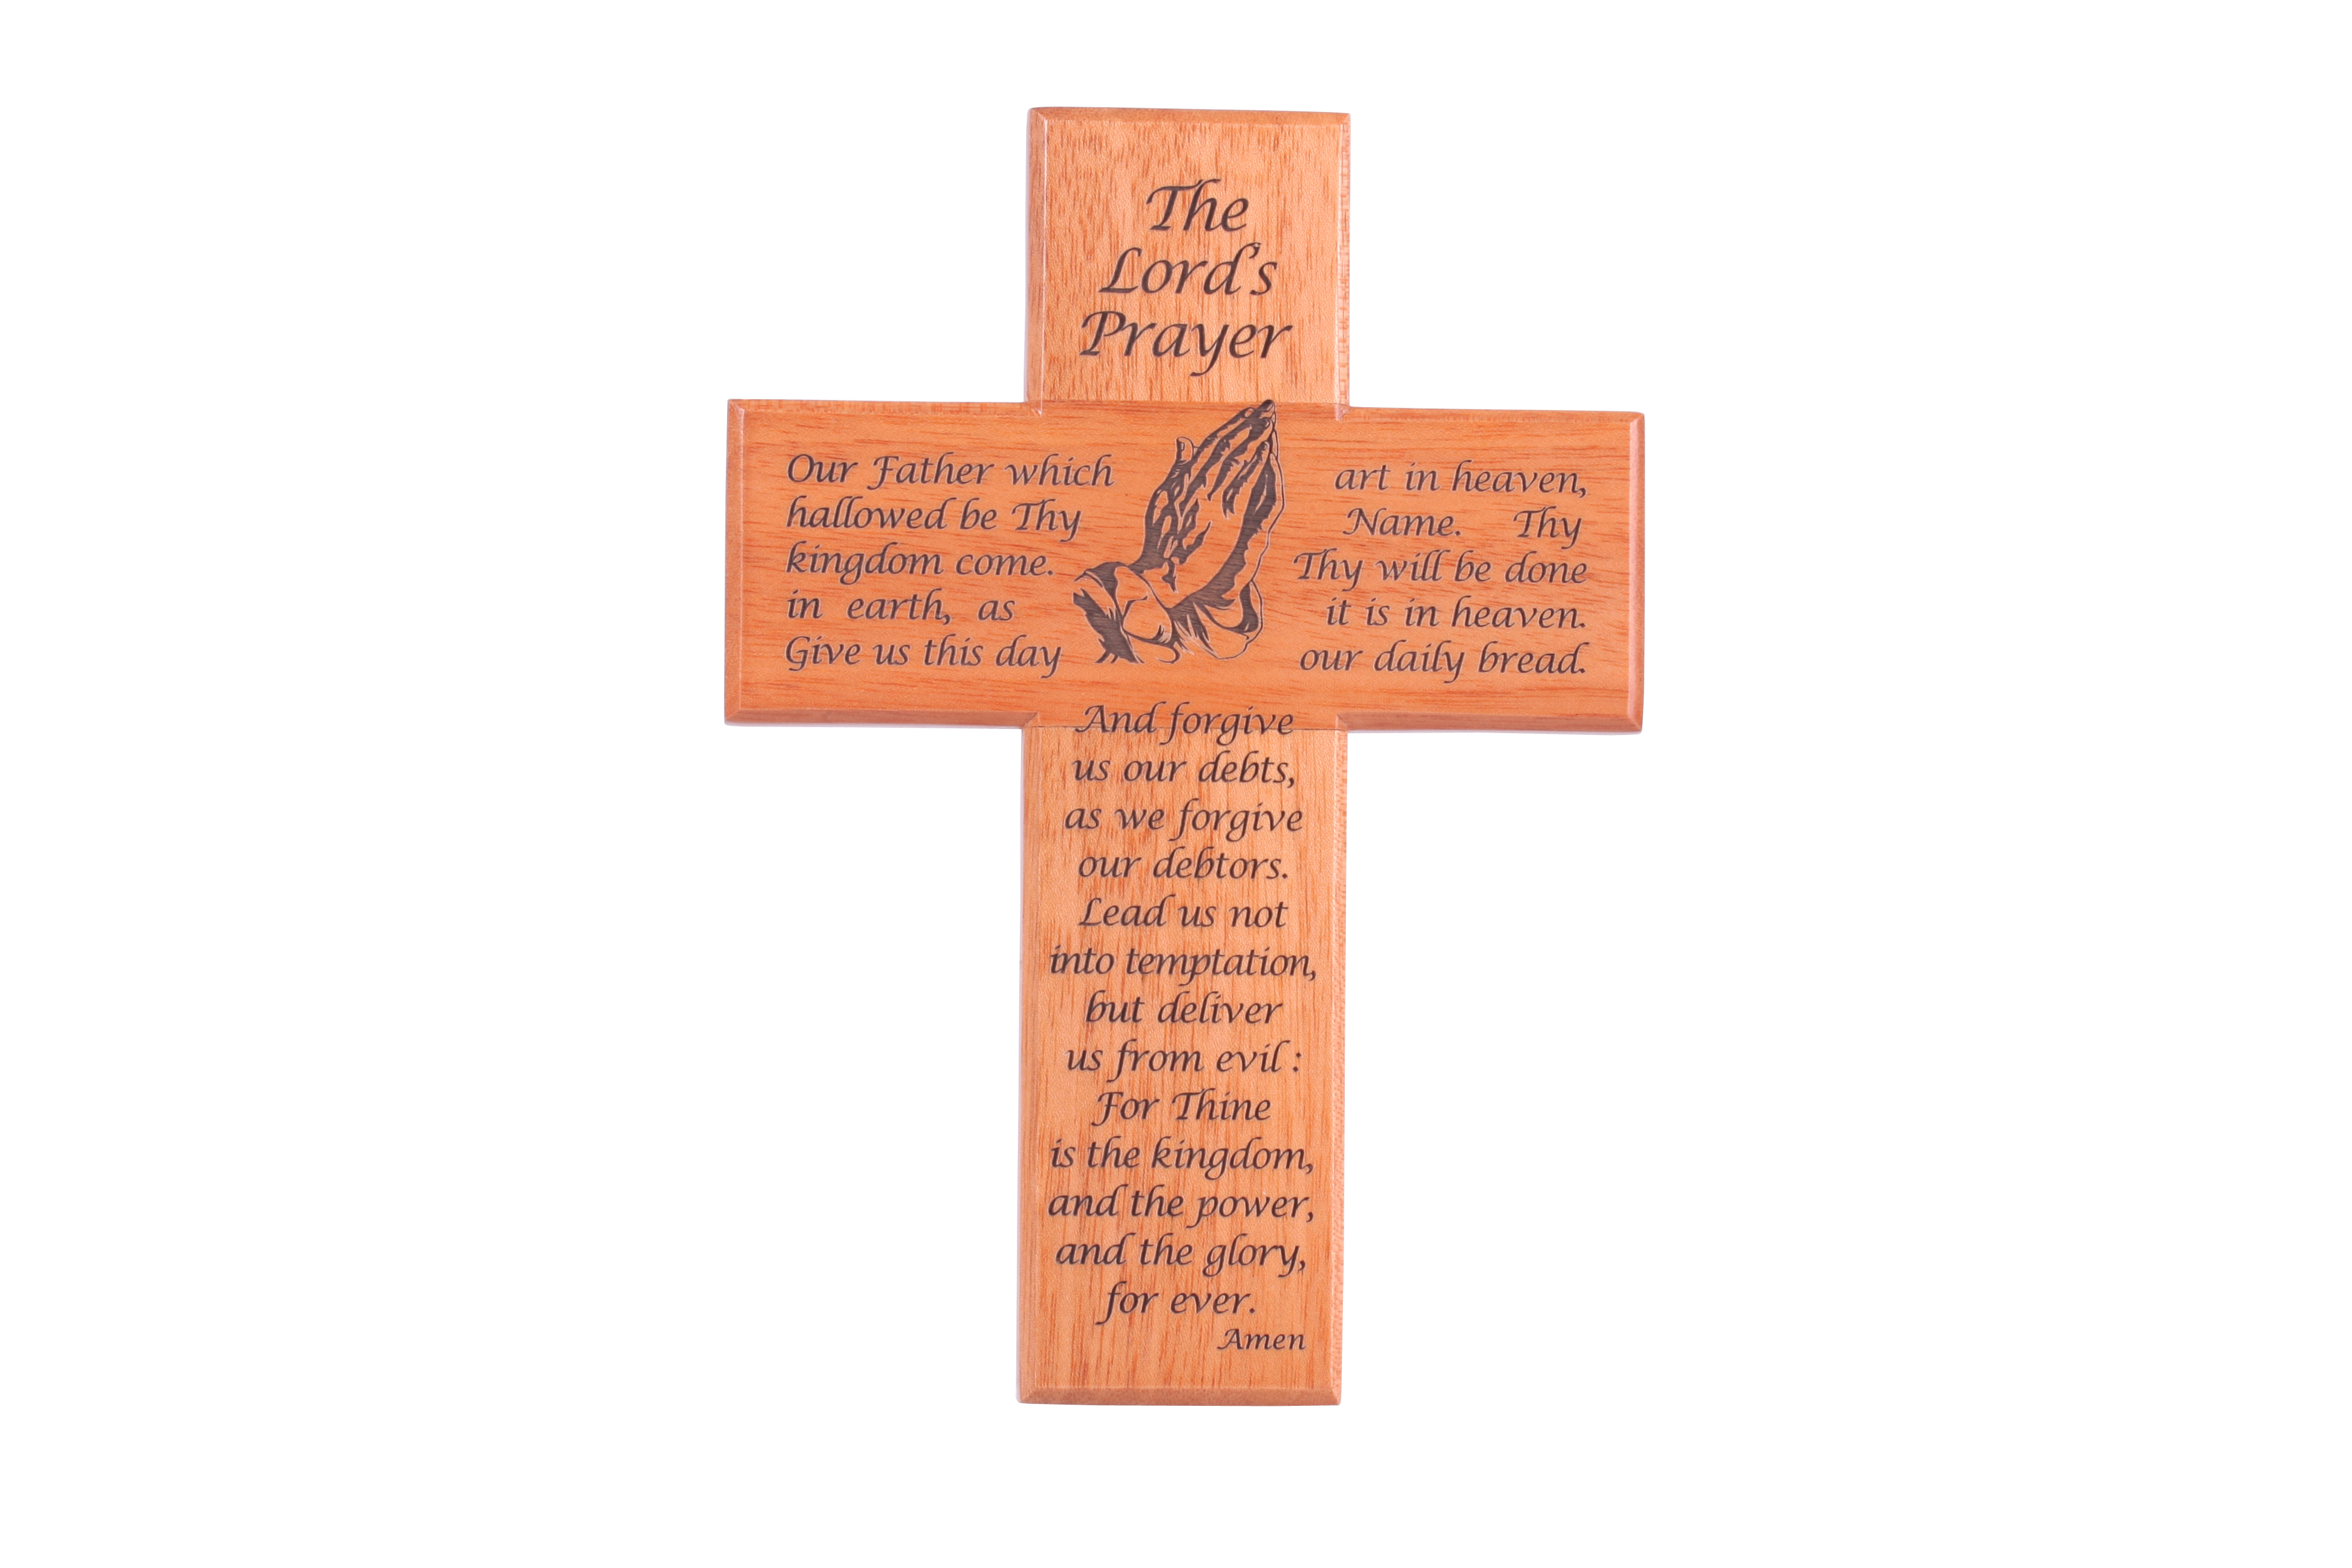 The
Lord's
Prayer
Our Father which art in heaven,
hallowed be Thy Name. Thy
kingdom come. Thy will be done
in earth, as it is in heaven.
Give us this day our daily bread.
And forgive
us our debts,
as we forgive
our debtors.
Lead us not
into temptation,
but deliver
us from evil :
For Thine
is the kingdom,
and the power,
and the glory,
for ever.
Amen